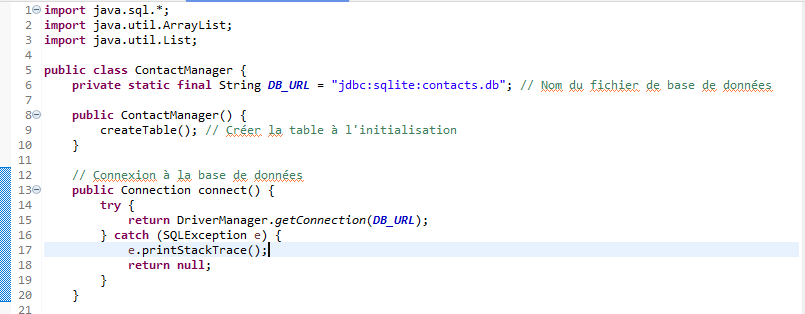 1 import java.sql.*;
2 import java.util.ArrayList;
3 import java.util.List;
4
5 public class ContactManager {
6 private static final String DB_URL = "jdbc:sqlite:contacts.db"; // Nom du fichier de base de données
7
8 public ContactManager() {
9 createTable(); // Créer la table à l'initialisation
10 }
11
12 // Connexion à la base de données
13 public Connection connect() {
14 try {
15 return DriverManager.getConnection(DB_URL);
16 } catch (SQLException e) {
17 e.printStackTrace();
18 return null;
19 }
20 }
21